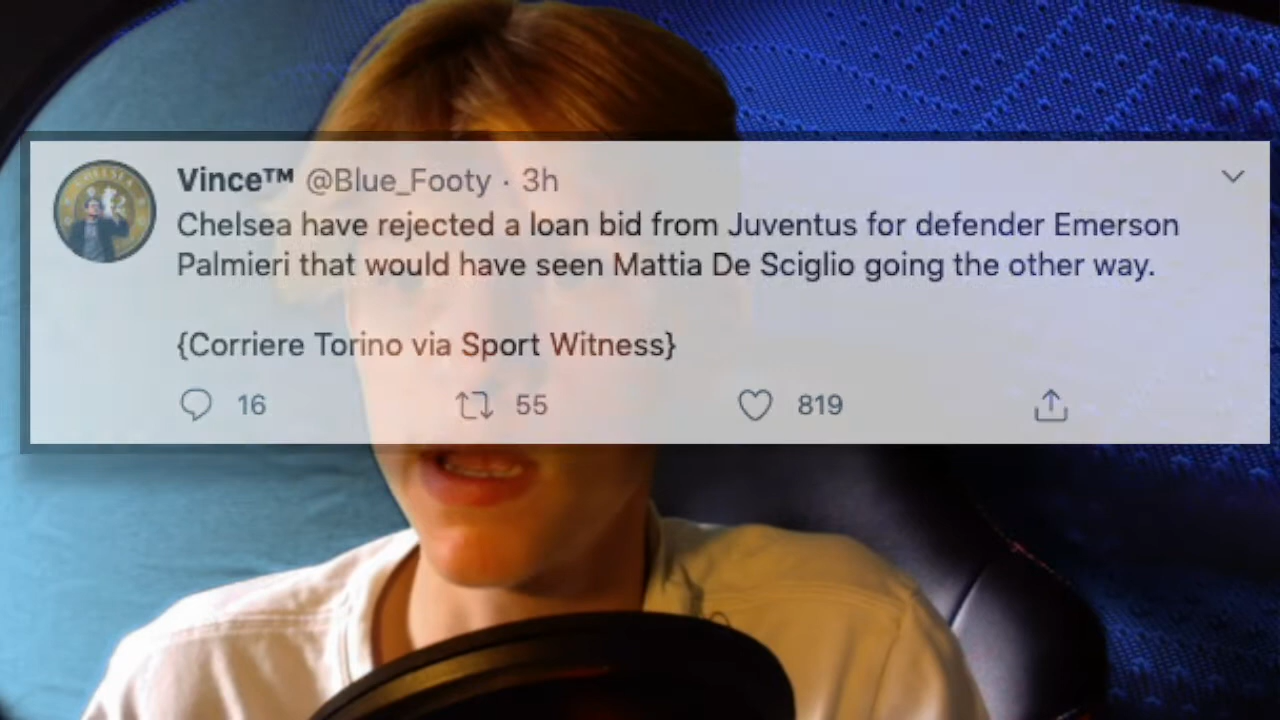 Vince™ @Blue_Footy · 3h
Chelsea have rejected a loan bid from Juventus for defender Emerson
Palmieri that would have seen Mattia De Sciglio going the other way.
{Corriere Torino via Sport Witness}
16 55 819